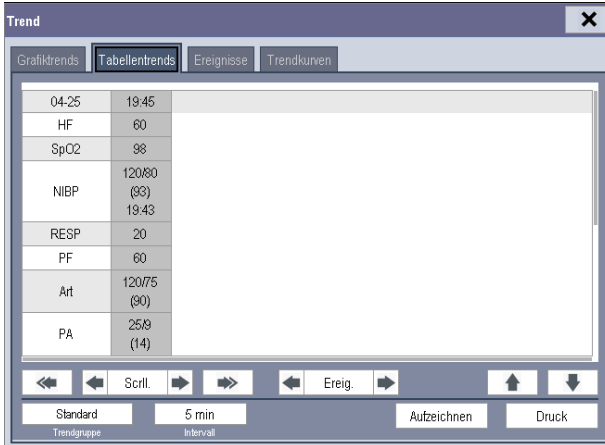 Trend
Grafiktrends Tabellentrends Ereignisse Trendkurven
04-25 19:45
HF 60
SpO2 98
120/80
NIBP (93)
19:43
RESP 20
PF 60
Art 120/75
(90)
PA 25/9
(14)
Scrll. Ereig.
Standard 5 min Aufzeichnen Druck
Trendgruppe Intervall